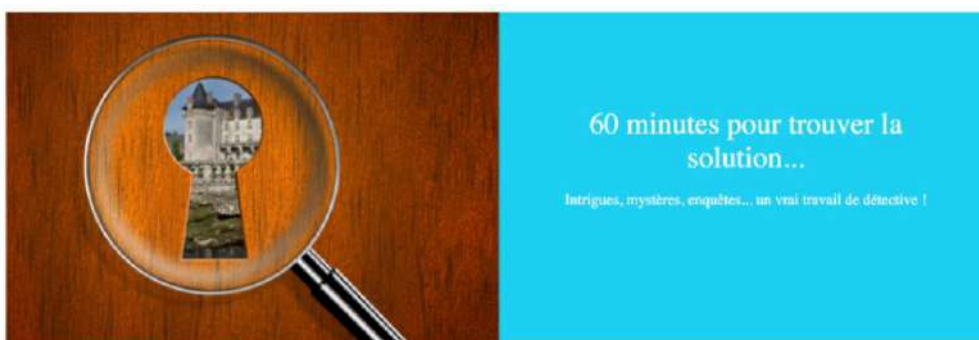 60 minutes pour trouver la
solution...
Intrigues, mystères, enquêtes... un vrai travail de détective !